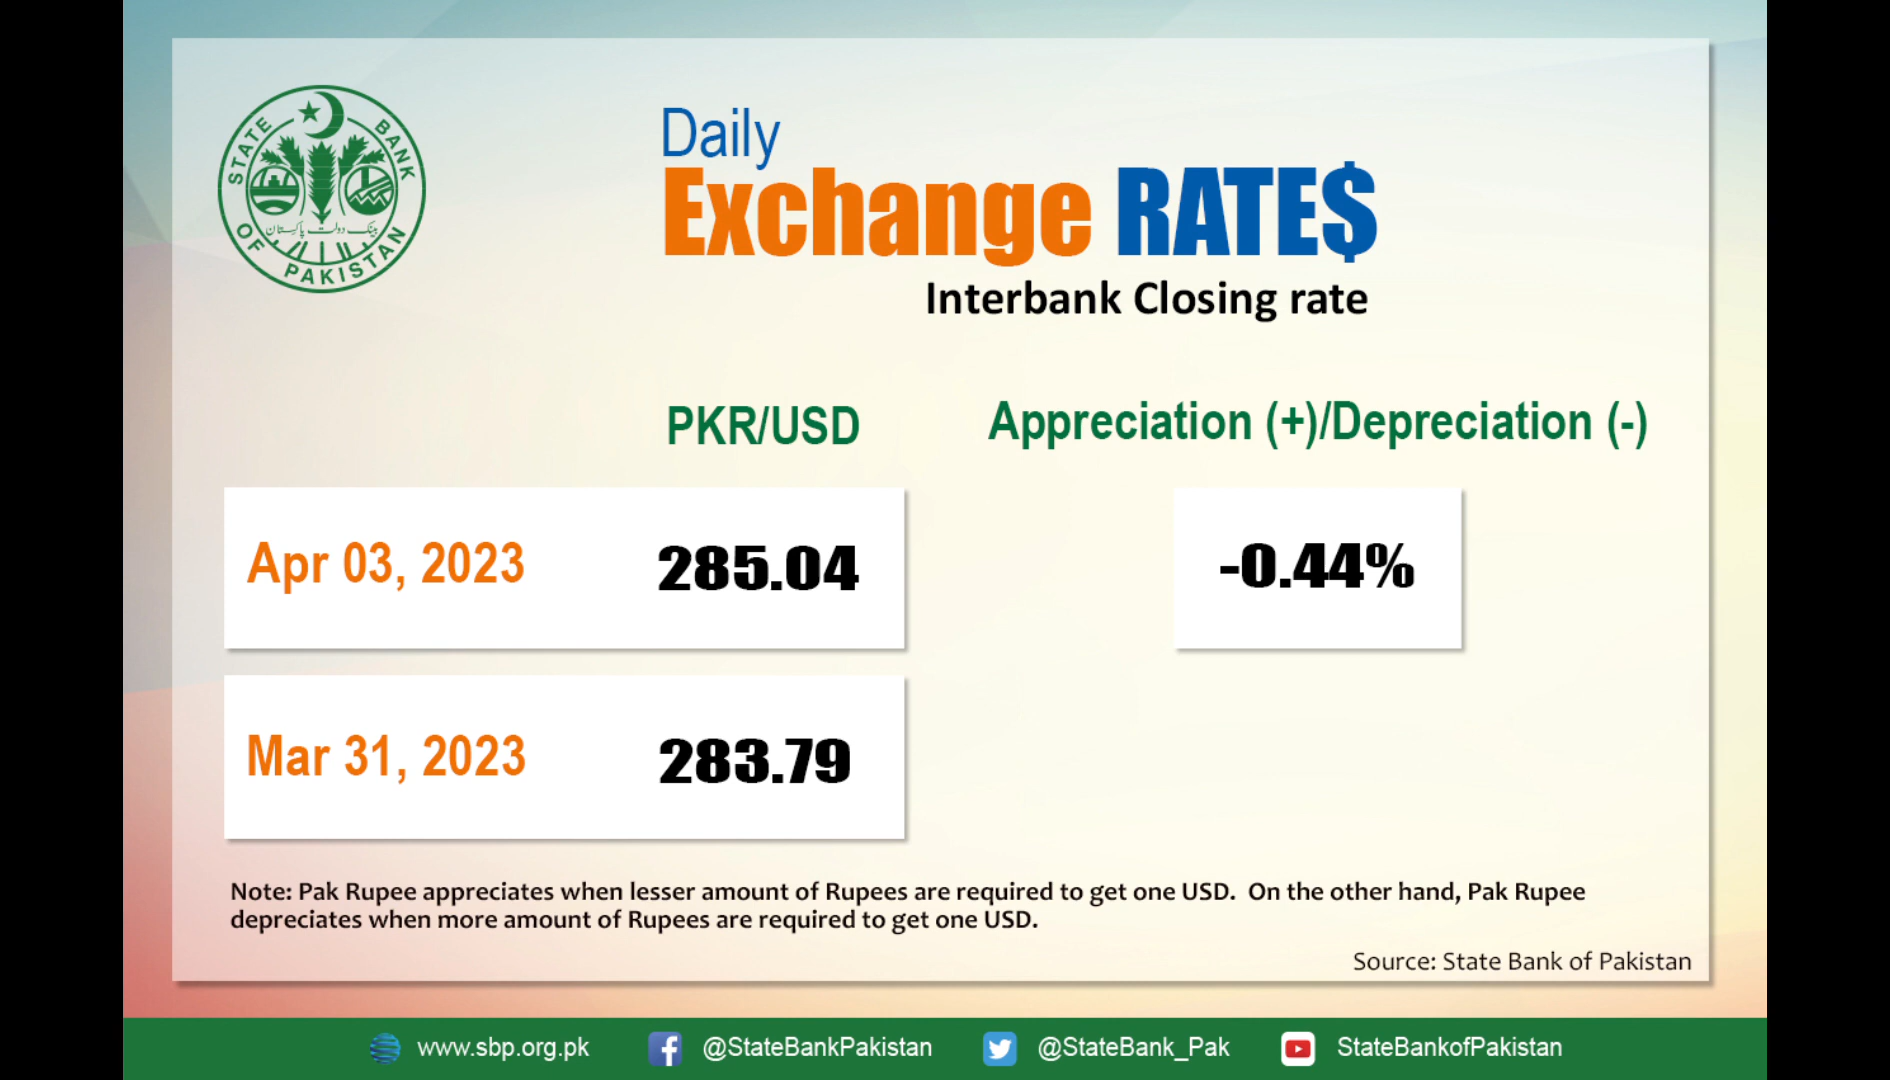 STATE BANK OF PAKISTAN
بینک دولت پاکستان
Daily
Exchange RATE$
Interbank Closing rate
PKR/USD Appreciation (+)/Depreciation (-)
Apr 03, 2023 285.04 -0.44%
Mar 31, 2023 283.79
Note: Pak Rupee appreciates when lesser amount of Rupees are required to get one USD. On the other hand, Pak Rupee
depreciates when more amount of Rupees are required to get one USD.
Source: State Bank of Pakistan
www.sbp.org.pk @StateBankPakistan @StateBank_Pak StateBankofPakistan